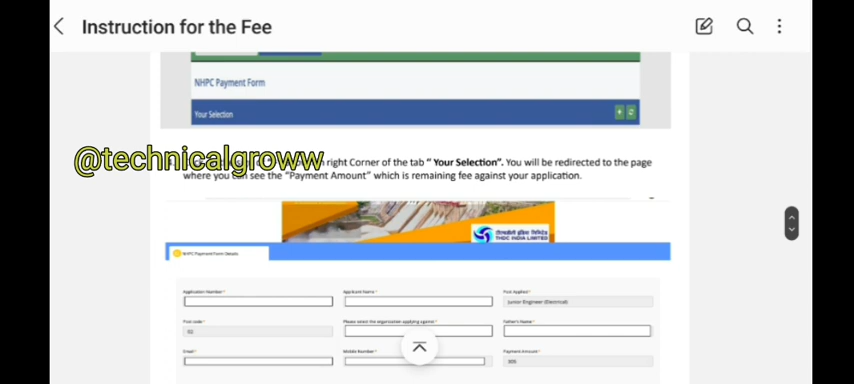 Instruction for the Fee
NHPC Payment Form
Your Selection
@technicalgroww
right Corner of the tab “ Your Selection”. You will be redirected to the page
where you can see the “Payment Amount” which is remaining fee against your application.
टीएचडीसी इंडिया लिमिटेड
THDC INDIA LIMITED
NHPC Payment Form Details
Application Number * Applicant Name * Post Applied *
Junior Engineer (Electrical)
Post code * Please select the organization applying against * Father's Name *
02
Email * Mobile Number * Payment Amount *